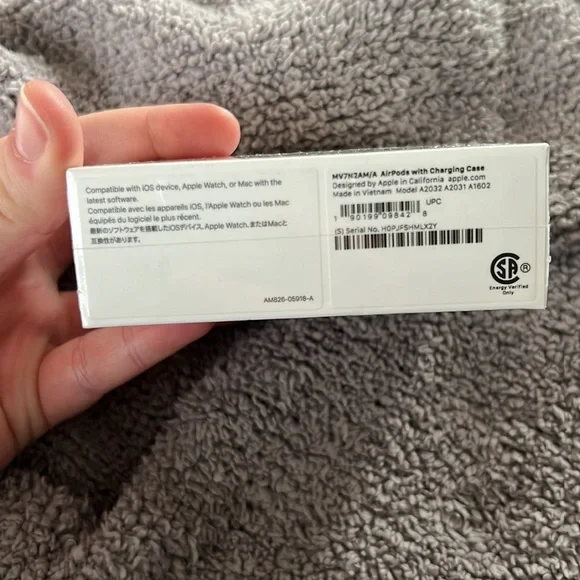 Compatible with iOS device, Apple Watch, or Mac with the
latest software.
Compatible avec les appareils iOS, l'Apple Watch ou les Mac
équipés du logiciel le plus récent.
最新のソフトウェアを搭載したiOSデバイス、Apple Watch、またはMacと
互換性があります。
AM826-05918-A
MV7N2AM/A AirPods with Charging Case
Designed by Apple in California apple.com
Made in Vietnam Model A2032 A2031 A1602
UPC
1 90199 09842 8
(S) Serial No. H0PJF5HMLX2Y
CSA ®
Energy Verified
Only